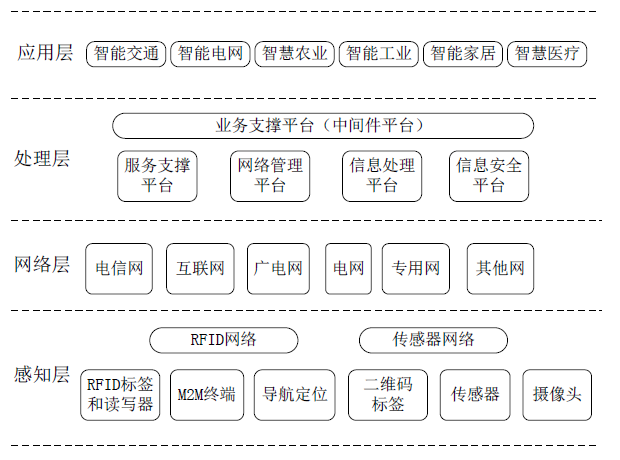 应用层 智能交通 智能电网 智慧农业 智能工业 智能家居 智慧医疗
业务支撑平台（中间件平台）
处理层
服务支撑
平台
网络管理
平台
信息处理
平台
信息安全
平台
网络层 电信网 互联网 广电网 电网 专用网 其他网
RFID网络 传感器网络
感知层
RFID标签
和读写器
M2M终端
导航定位
二维码
标签
传感器
摄像头